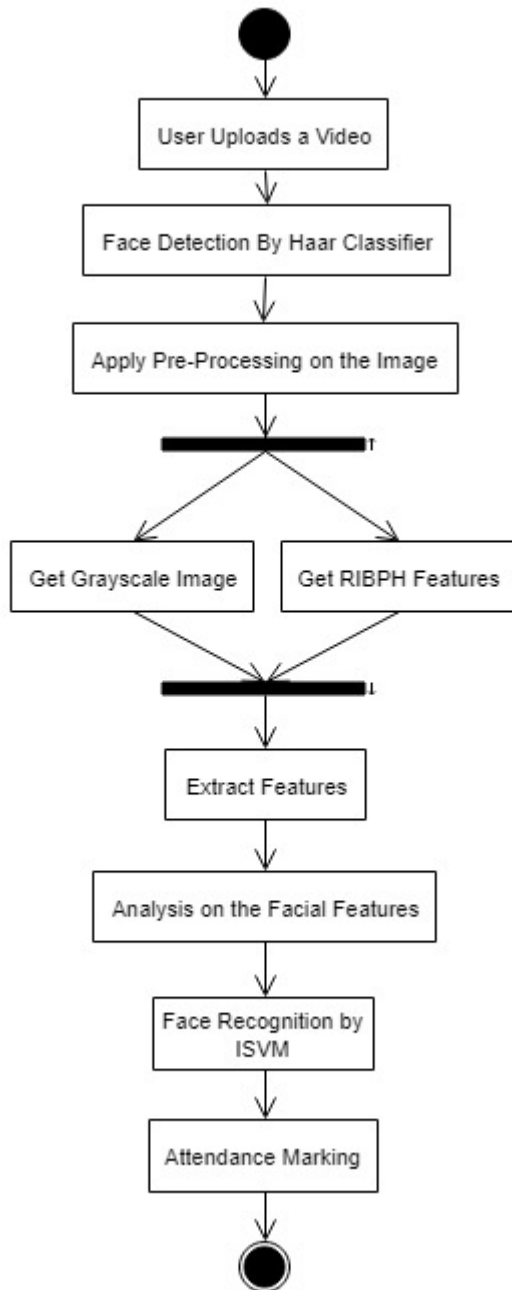 User Uploads a Video
Face Detection By Haar Classifier
Apply Pre-Processing on the Image
Get Grayscale Image
Get RIBPH Features
Extract Features
Analysis on the Facial Features
Face Recognition by
ISVM
Attendance Marking